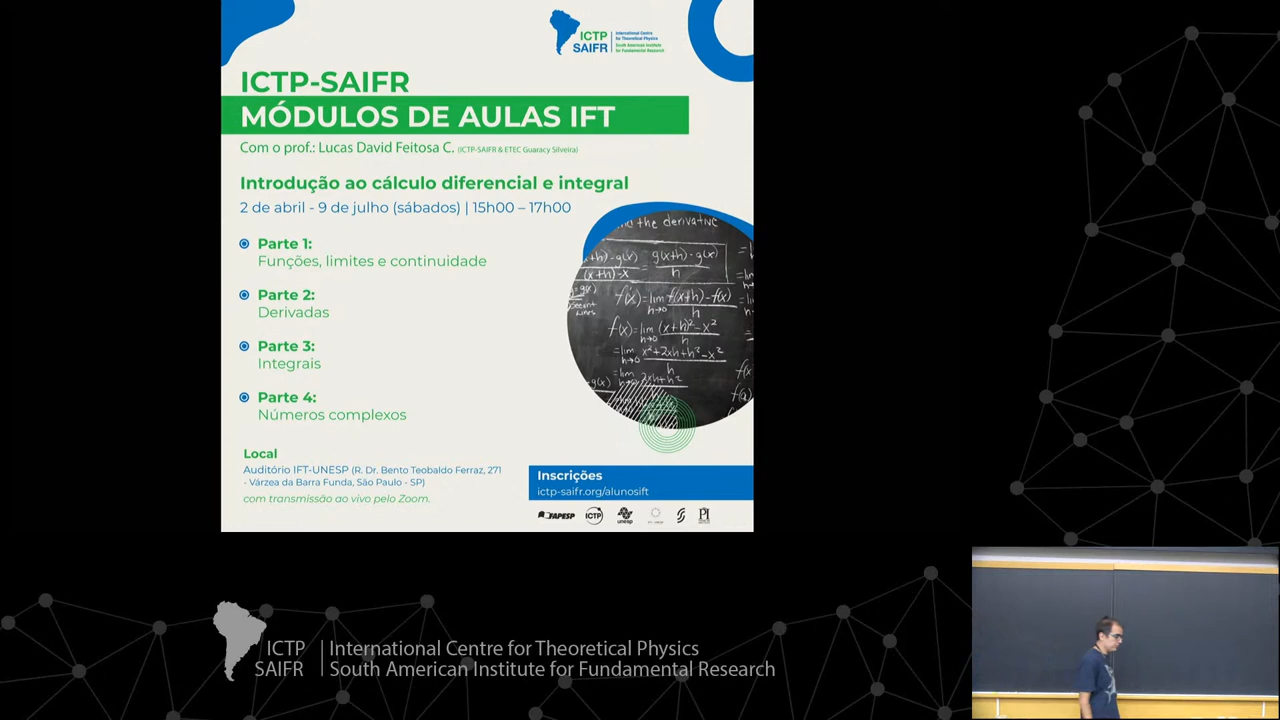 ICTP
SAIFR
International Centre
for Theoretical Physics
South American Institute
for Fundamental Research
ICTP-SAIFR
MÓDULOS DE AULAS IFT
Com o prof.: Lucas David Feitosa C. (ICTP-SAIFR & ETEC Guaracy Silveira)
Introdução ao cálculo diferencial e integral
2 de abril - 9 de julho (sábados) | 15h00 – 17h00
Parte 1:
Funções, limites e continuidade
Parte 2:
Derivadas
Parte 3:
Integrais
Parte 4:
Números complexos
the derivative
Local
Auditório IFT-UNESP (R. Dr. Bento Teobaldo Ferraz, 271
- Várzea da Barra Funda, São Paulo - SP)
com transmissão ao vivo pelo Zoom.
Inscrições
ictp-saifr.org/alunosift
FAPESP
ICTP
unesp
PI
ICTP
SAIFR
International Centre for Theoretical Physics
South American Institute for Fundamental Research